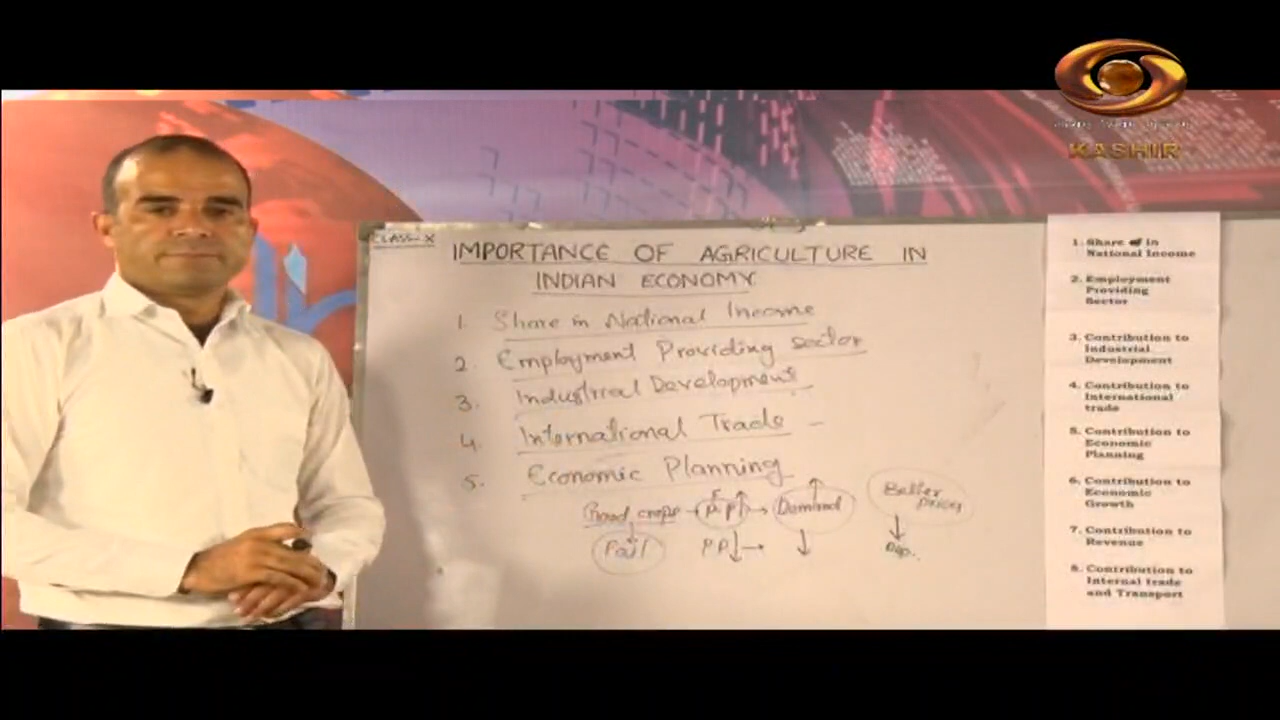 KASHIR
CLASS-X
IMPORTANCE OF AGRICULTURE IN
INDIAN ECONOMY
1. Share in National Income
2. Employment Providing Sector
3. Industrial Development
4. International Trade -
5. Economic Planning
Good crops → P.P↑ → Demand ↑
Fail PP↓ → ↓
Better
prices
↓
1. Share of in
National Income
2. Employment
Providing
Sector
3. Contribution to
Industrial
Development
4. Contribution to
International
trade
5. Contribution to
Economic
Planning
6. Contribution to
Economic
Growth
7. Contribution to
Revenue
8. Contribution to
Internal trade
and Transport